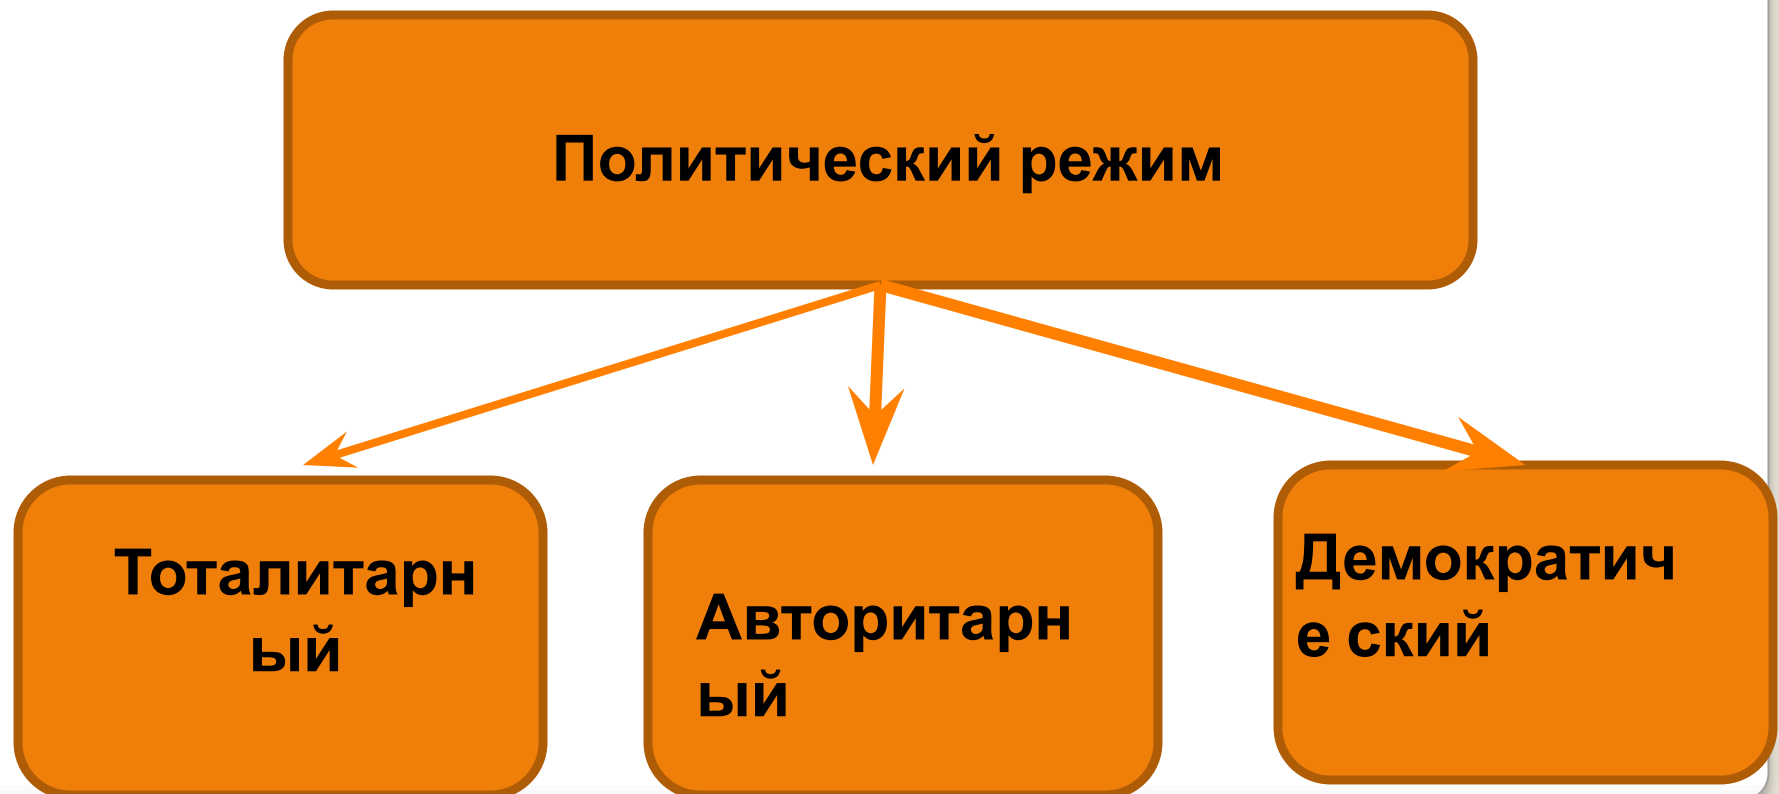 Политический режим
Тоталитарн
ый
Авторитарн
ый
Демократич
е ский